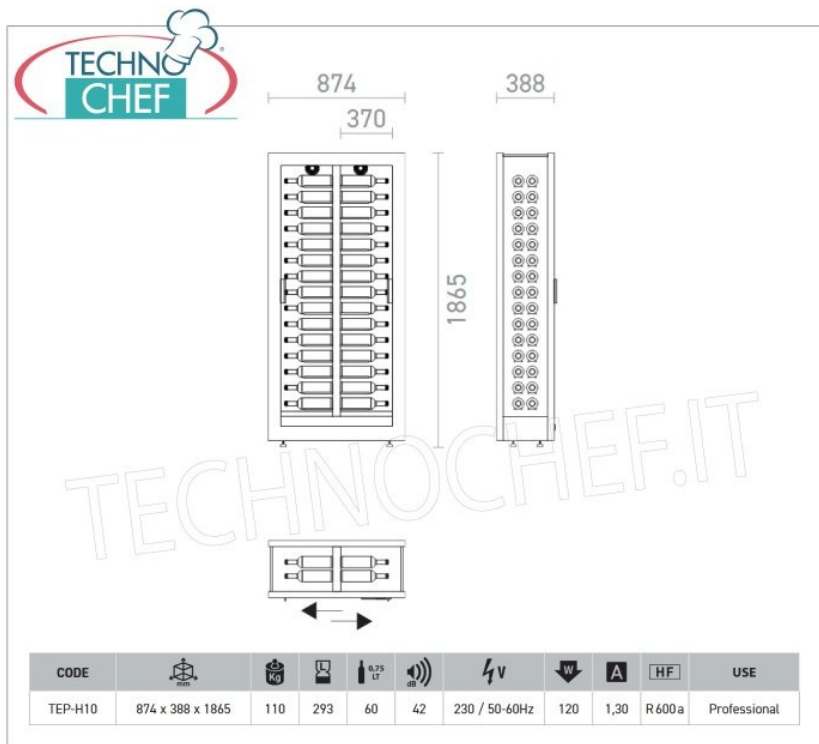 TECHNO
CHEF
®
874
388
370
1865
TECHNOCHEF.IT
CODE mm Kg L 0,75 LT dB V W A HF USE
TEP-H10 874 x 388 x 1865 110 293 60 42 230 / 50-60Hz 120 1,30 R600a Professional